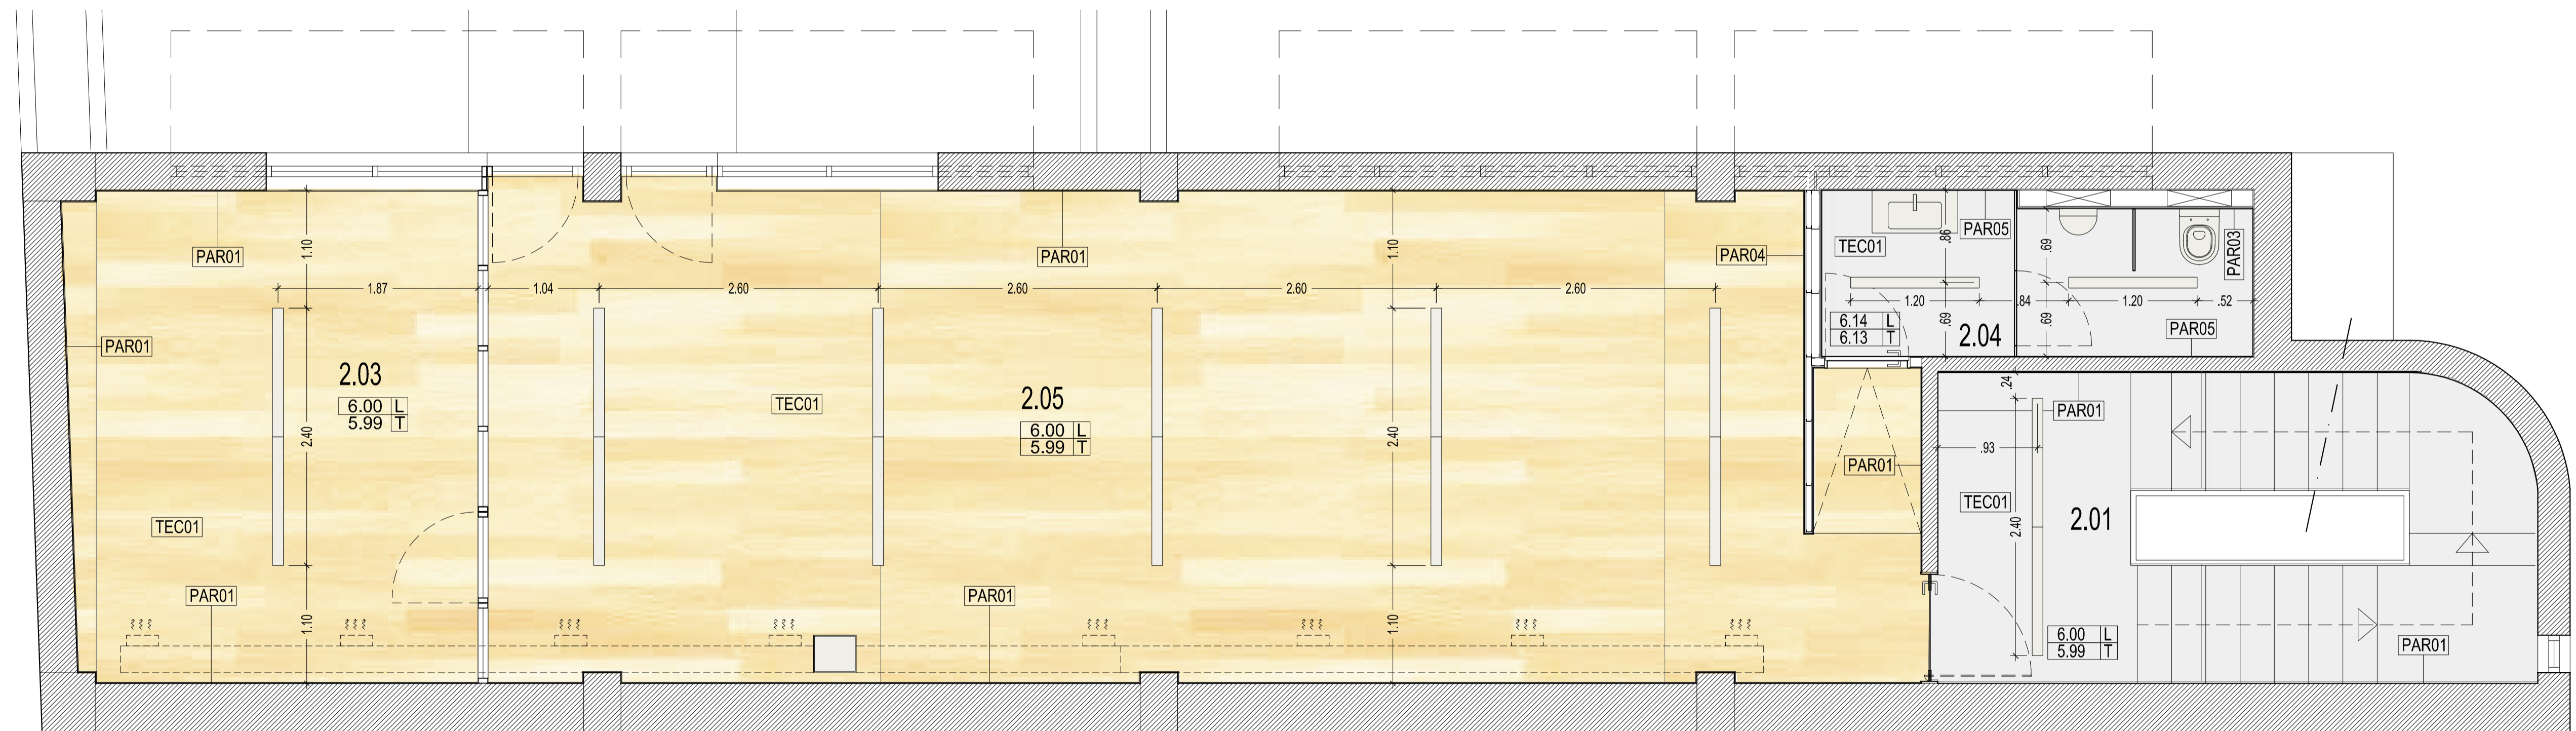 PAR01
1.10
PAR01
1.10
PAR04
TEC01
.86
PAR05
.69
PAR03
1.87
1.04
2.60
2.60
2.60
2.60
1.20
.84
1.20
.52
PAR01
6.14 L
6.13 T
.69
2.04
.69
PAR05
2.03
6.00 L
5.99 T
TEC01
2.05
6.00 L
5.99 T
.24
PAR01
2.40
2.40
.93
PAR01
TEC01
TEC01
2.40
2.01
PAR01
PAR01
1.10
1.10
6.00 L
5.99 T
PAR01